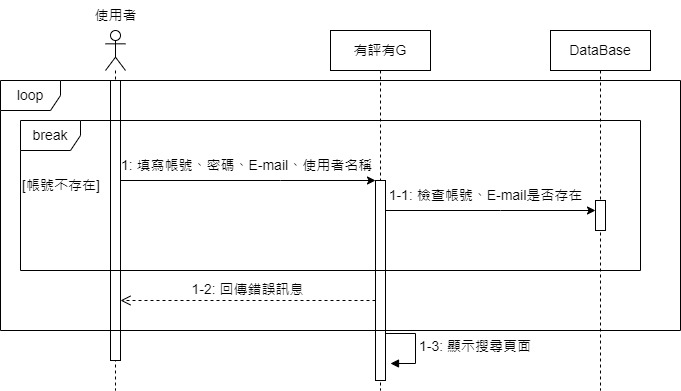 使用者
有評有G
DataBase
loop
break
1: 填寫帳號、密碼、E-mail、使用者名稱
[帳號不存在]
1-1: 檢查帳號、E-mail是否存在
1-2: 回傳錯誤訊息
1-3: 顯示搜尋頁面